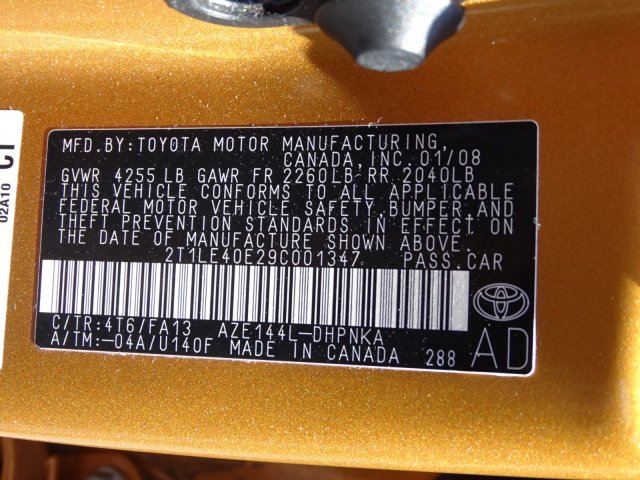 MFD.BY:TOYOTA MOTOR MANUFACTURING,
CANADA, INC. 01/08
GVWR 4255 LB GAWR FR 2260LB RR 2040LB
THIS VEHICLE CONFORMS TO ALL APPLICABLE
FEDERAL MOTOR VEHICLE SAFETY, BUMPER, AND
THEFT PREVENTION STANDARDS IN EFFECT ON
THE DATE OF MANUFACTURE SHOWN ABOVE.
2T1LE40E29C001347 PASS.CAR
C/TR:4T6/FA13 AZE144L-DHPNKA
A/TM:-04A/U140F MADE IN CANADA 288
AD
CT
02A10